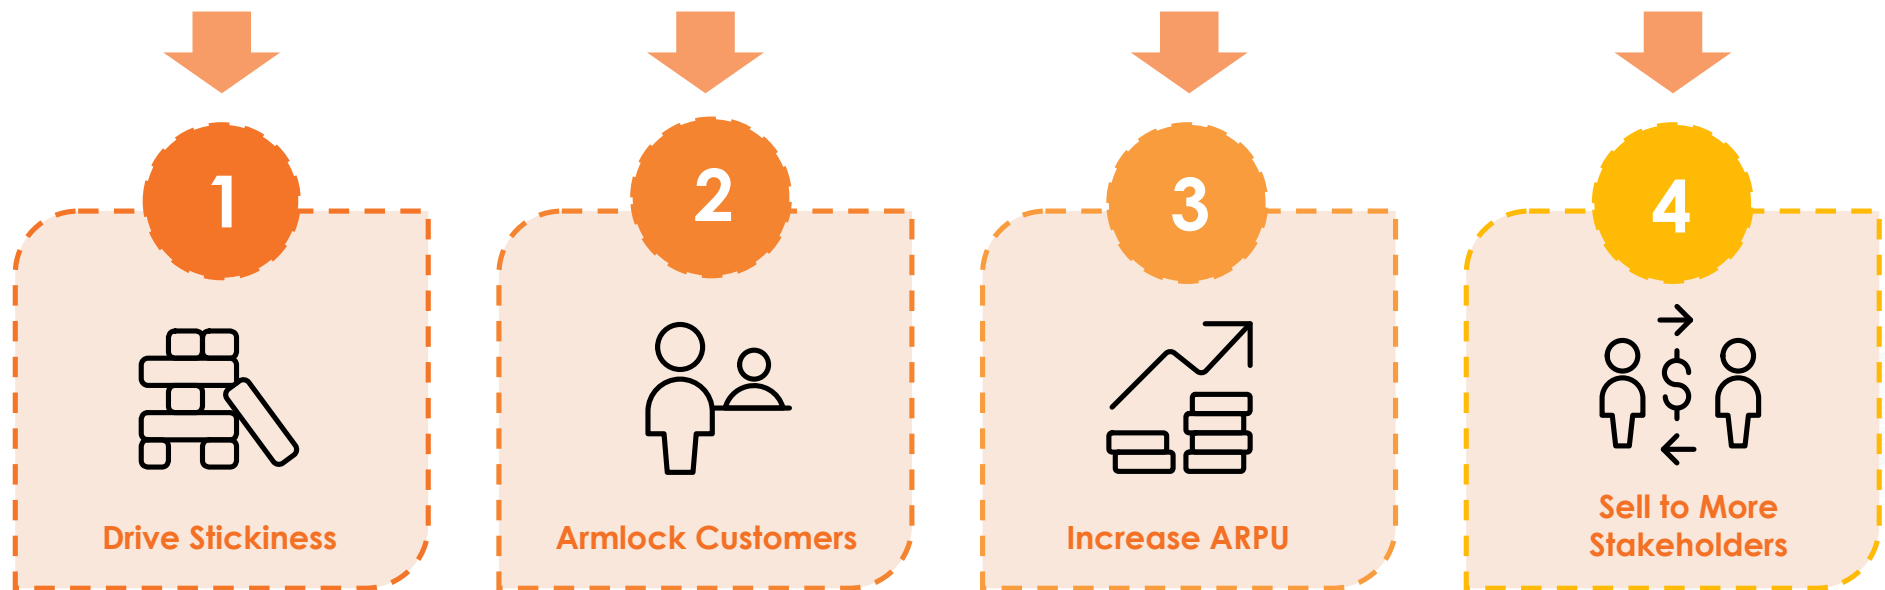 1
2
3
4
Drive Stickiness
Armlock Customers
Increase ARPU
$
Sell to More
Stakeholders